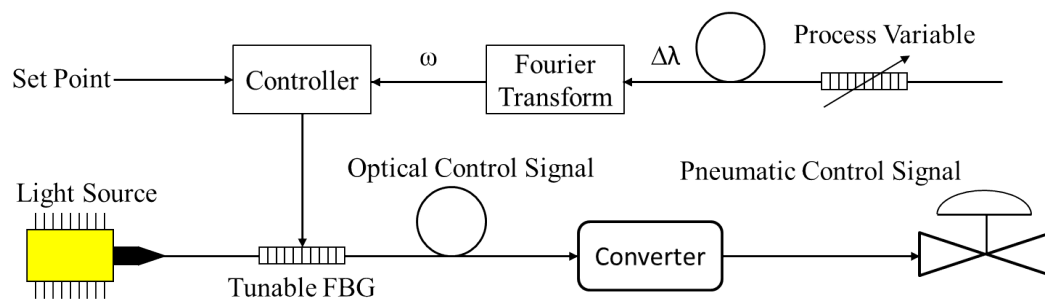 Process Variable
Δλ
ω
Fourier
Transform
Controller
Set Point
Optical Control Signal
Pneumatic Control Signal
Light Source
Converter
Tunable FBG